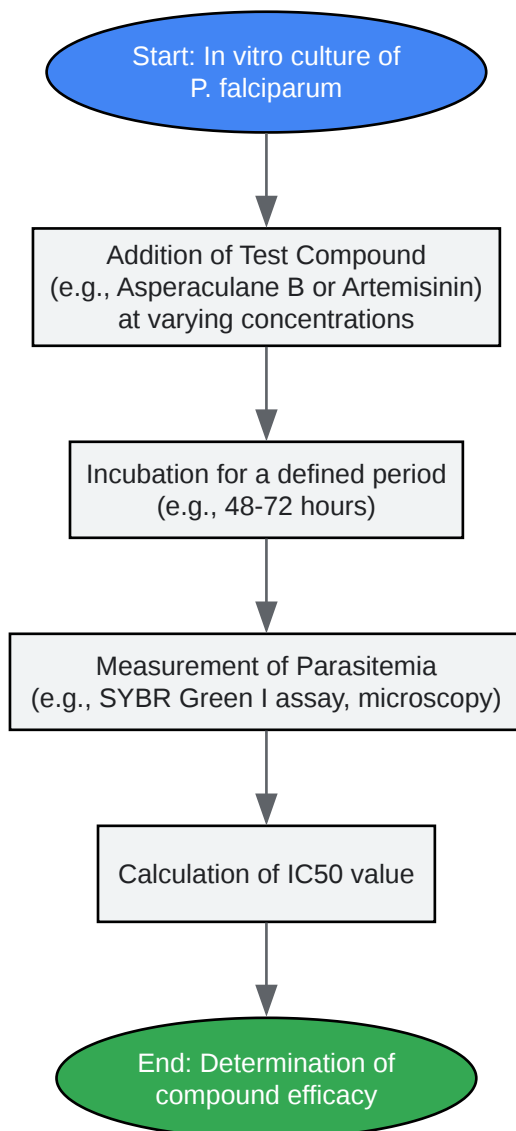 Start: In vitro culture of
P. falciparum
Addition of Test Compound
(e.g., Asperaculane B or Artemisinin)
at varying concentrations
Incubation for a defined period
(e.g., 48-72 hours)
Measurement of Parasitemia
(e.g., SYBR Green I assay, microscopy)
Calculation of IC50 value
End: Determination of
compound efficacy